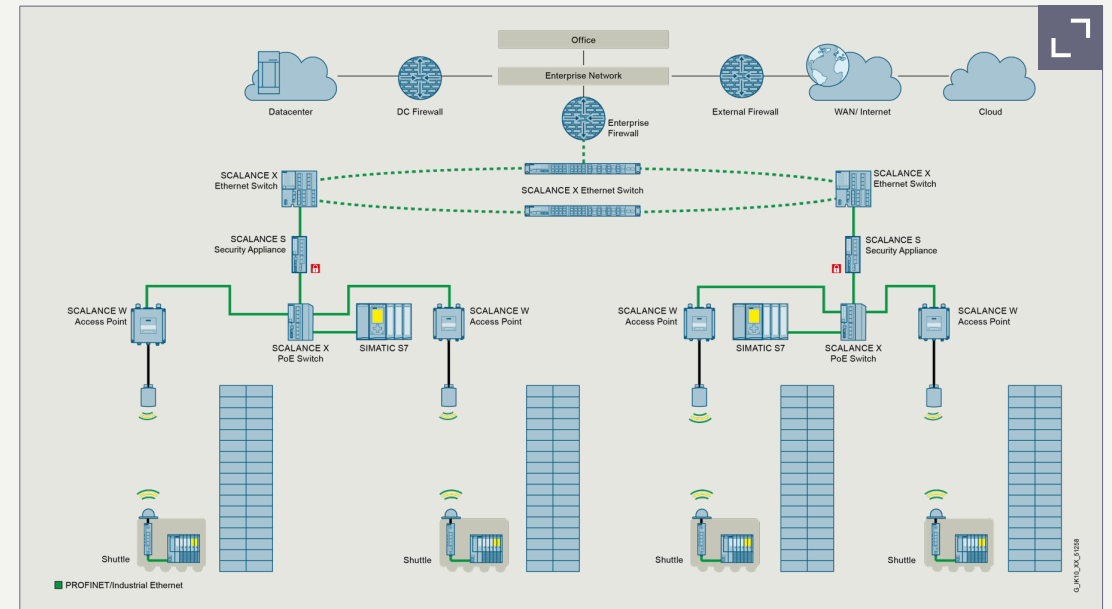 Office
Enterprise Network
Datacenter
DC Firewall
External Firewall
WAN/ Internet
Cloud
Enterprise
Firewall
SCALANCE X
Ethernet Switch
SCALANCE X Ethernet Switch
SCALANCE X
Ethernet Switch
SCALANCE S
Security Appliance
SCALANCE S
Security Appliance
SCALANCE W
Access Point
SCALANCE X
PoE Switch
SIMATIC S7
SCALANCE W
Access Point
SCALANCE W
Access Point
SIMATIC S7
SCALANCE X
PoE Switch
SCALANCE W
Access Point
Shuttle
Shuttle
Shuttle
Shuttle
PROFINET/Industrial Ethernet
G_IK10_XX_51258